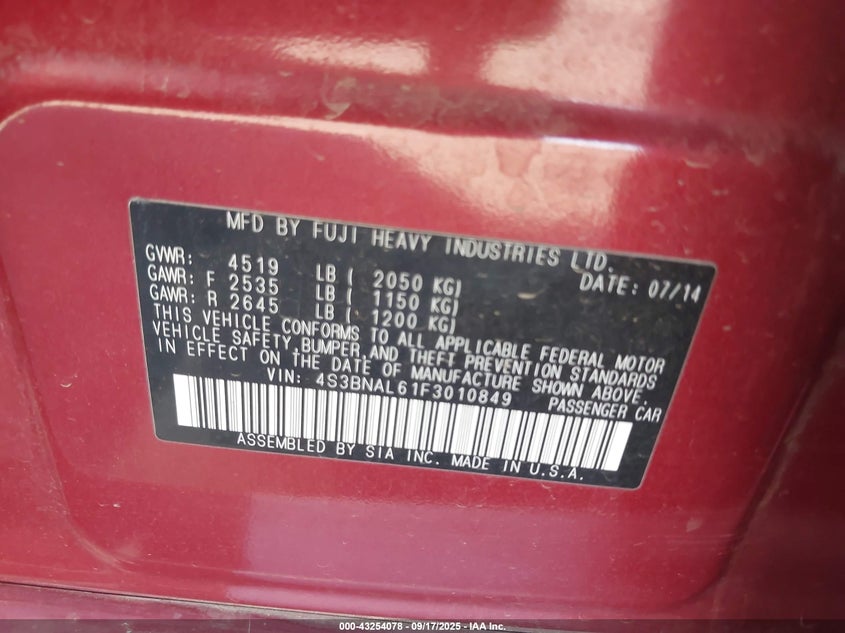 MFD BY FUJI HEAVY INDUSTRIES LTD.
GVWR: 4519 LB ( 2050 KG) DATE: 07/14
GAWR: F 2535 LB ( 1150 KG)
GAWR: R 2645 LB ( 1200 KG)
THIS VEHICLE CONFORMS TO ALL APPLICABLE FEDERAL MOTOR
VEHICLE SAFETY,BUMPER,AND THEFT PREVENTION STANDARDS
IN EFFECT ON THE DATE OF MANUFACTURE SHOWN ABOVE.
VIN: 4S3BNAL61F3010849 PASSENGER CAR
ASSEMBLED BY SIA INC. MADE IN U.S.A.
000-43254078 - 09/17/2025 - IAA Inc.